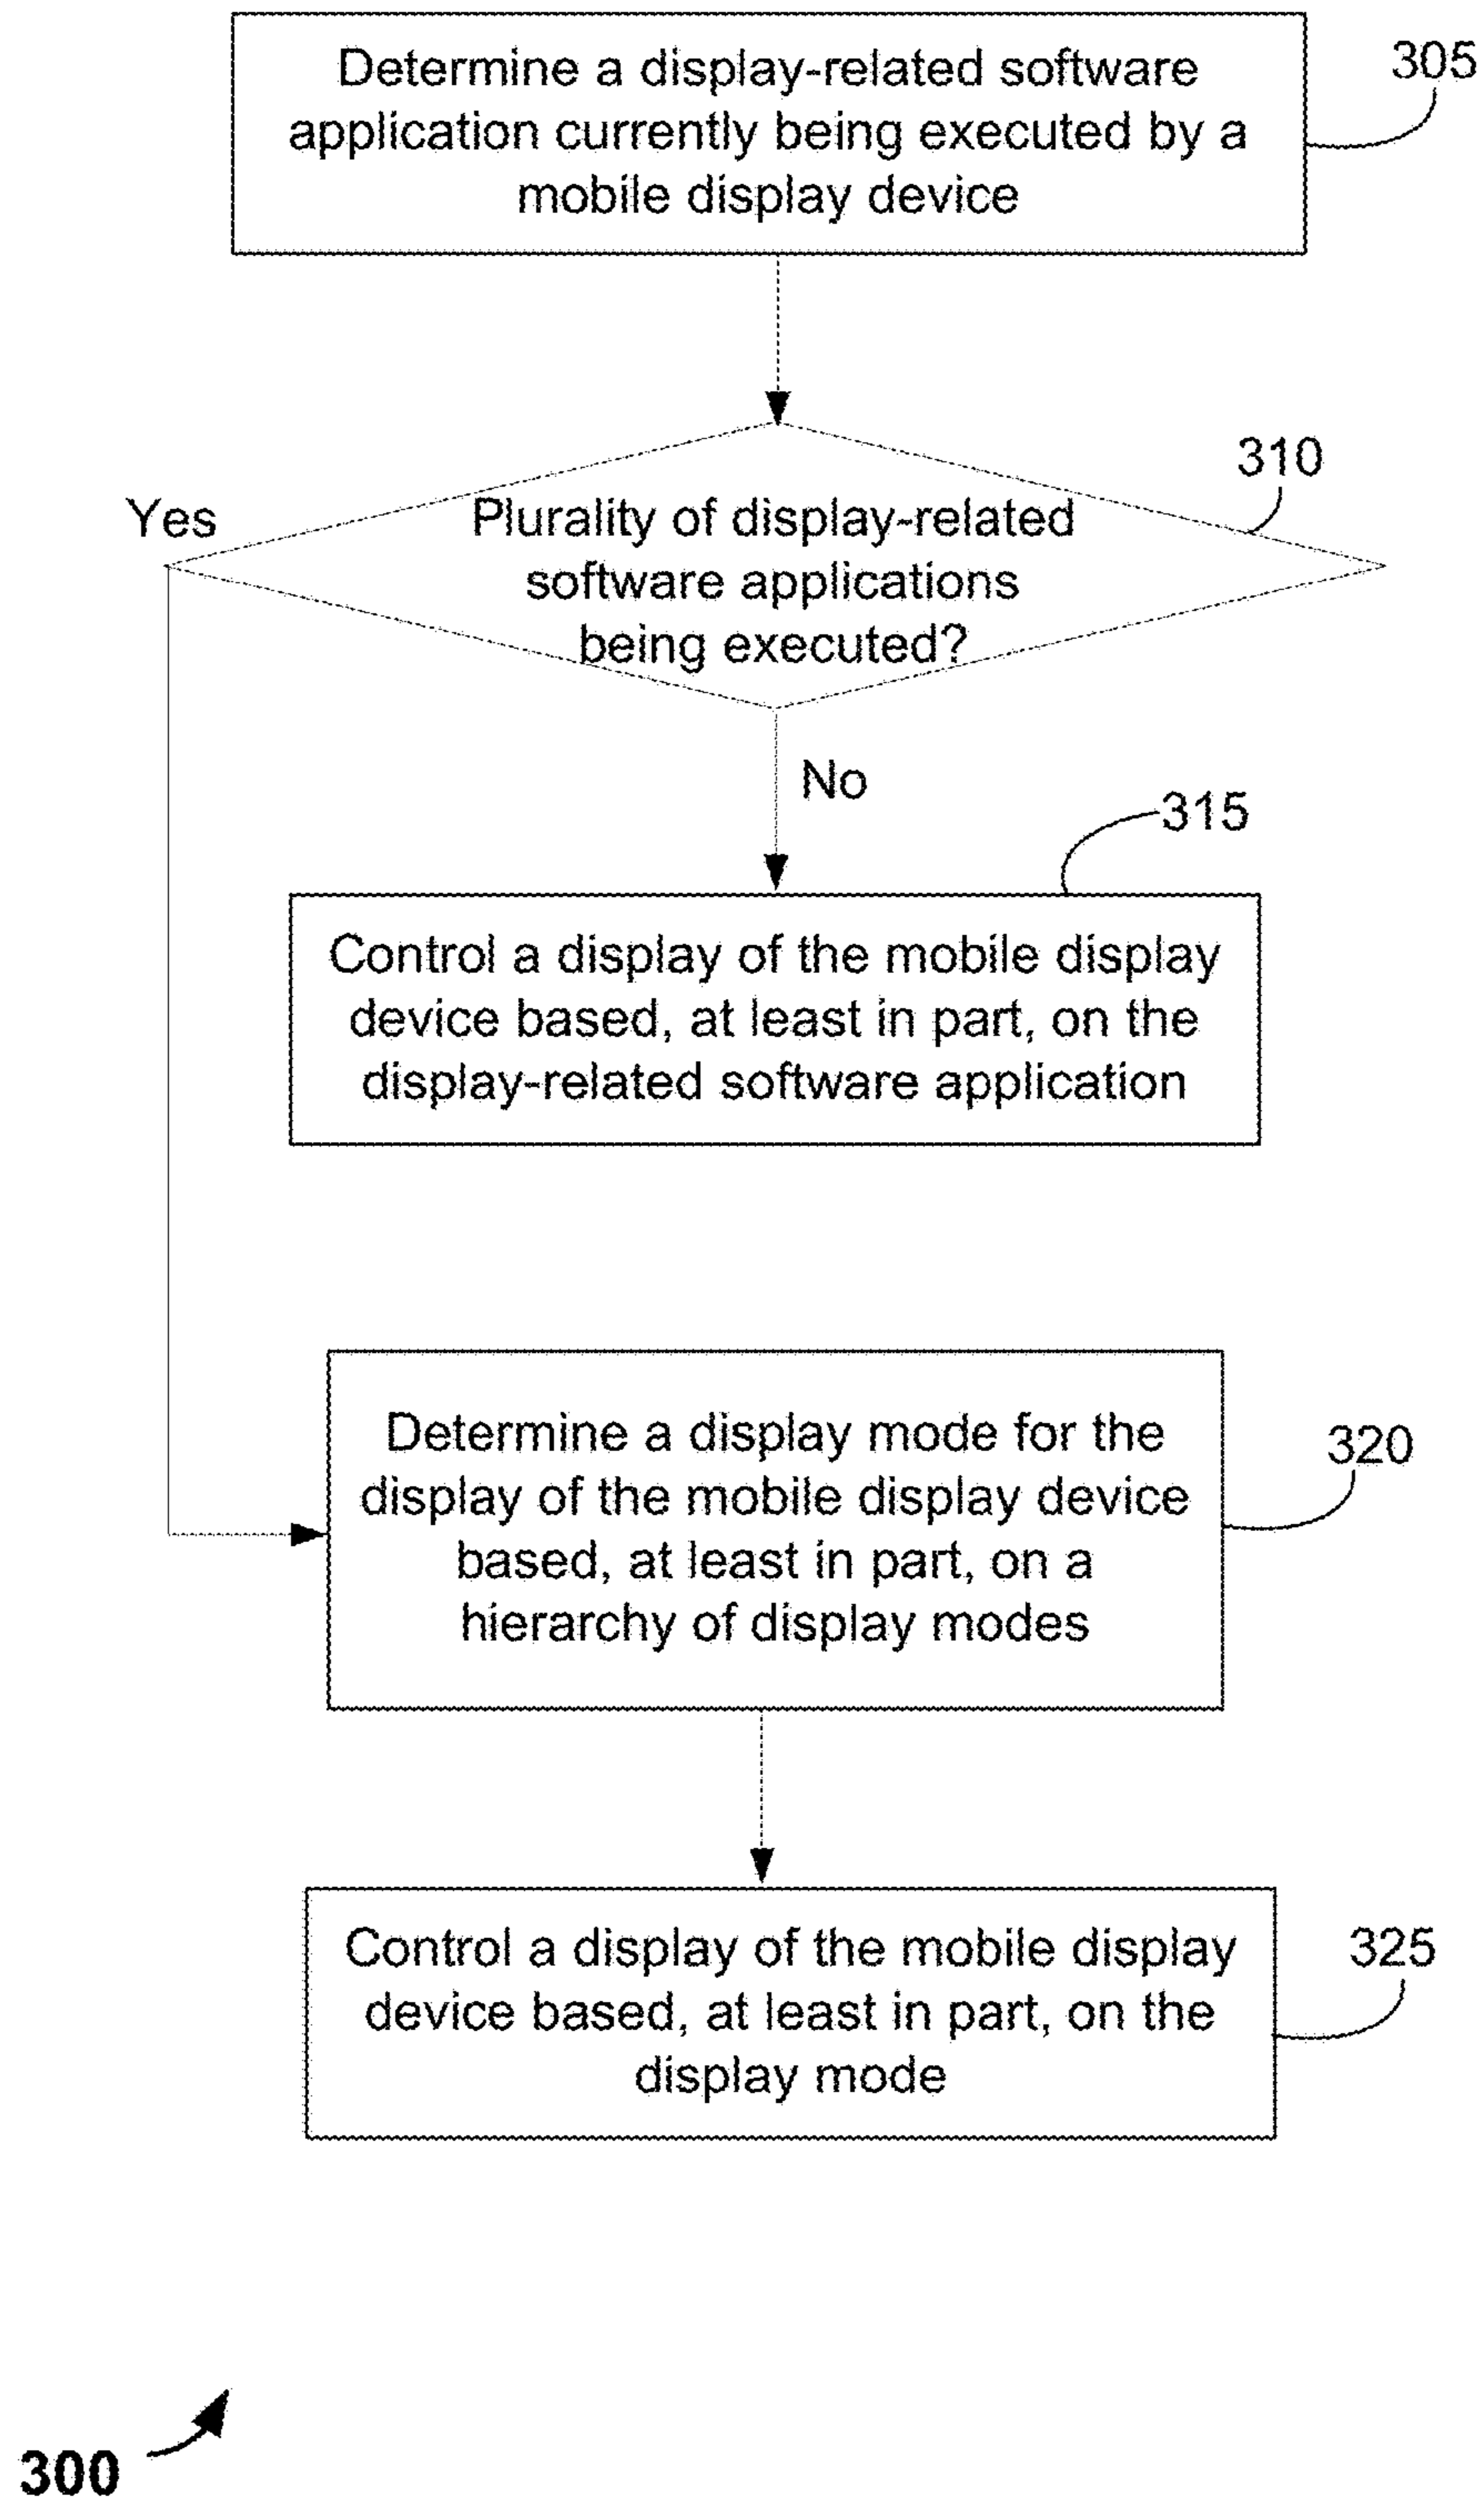 Determine a display-related software
application currently being executed by a
mobile display device
305
310
Yes
Plurality of display-related
software applications
being executed?
No
315
Control a display of the mobile display
device based, at least in part, on the
display-related software application
Determine a display mode for the
display of the mobile display device
based, at least in part, on a
hierarchy of display modes
320
Control a display of the mobile display
device based, at least in part, on the
display mode
325
300